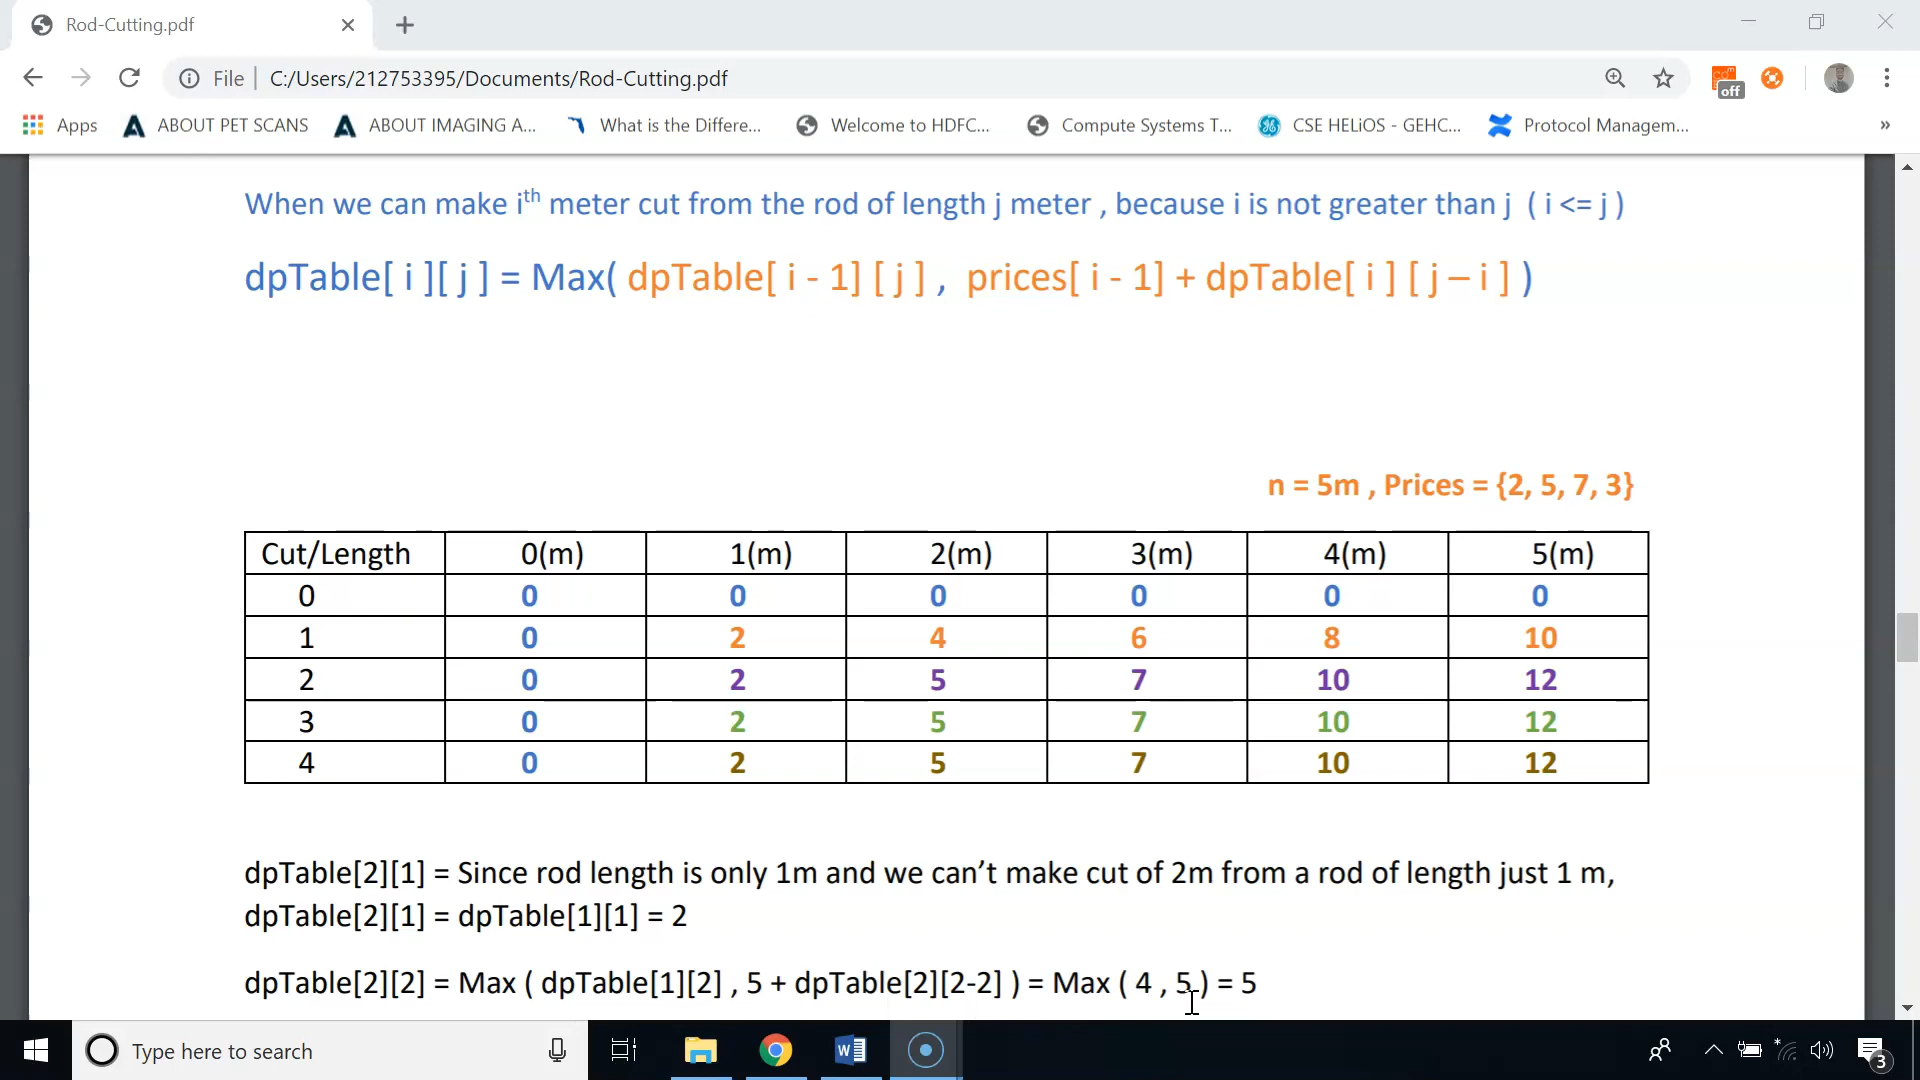 Rod-Cutting.pdf
File C:/Users/212753395/Documents/Rod-Cutting.pdf
off
Apps ABOUT PET SCANS ABOUT IMAGING A... What is the Differe... Welcome to HDFC... Compute Systems T... CSE HELiOS - GEHC... Protocol Managem... »
When we can make ith meter cut from the rod of length j meter , because i is not greater than j ( i <= j )
dpTable[ i ][ j ] = Max( dpTable[ i - 1] [ j ] , prices[ i - 1] + dpTable[ i ] [ j – i ] )
n = 5m , Prices = {2, 5, 7, 3}
Cut/Length 0(m) 1(m) 2(m) 3(m) 4(m) 5(m)
0 0 0 0 0 0 0
1 0 2 4 6 8 10
2 0 2 5 7 10 12
3 0 2 5 7 10 12
4 0 2 5 7 10 12
dpTable[2][1] = Since rod length is only 1m and we can’t make cut of 2m from a rod of length just 1 m,
dpTable[2][1] = dpTable[1][1] = 2
dpTable[2][2] = Max ( dpTable[1][2] , 5 + dpTable[2][2-2] ) = Max ( 4 , 5 ) = 5
Type here to search
3